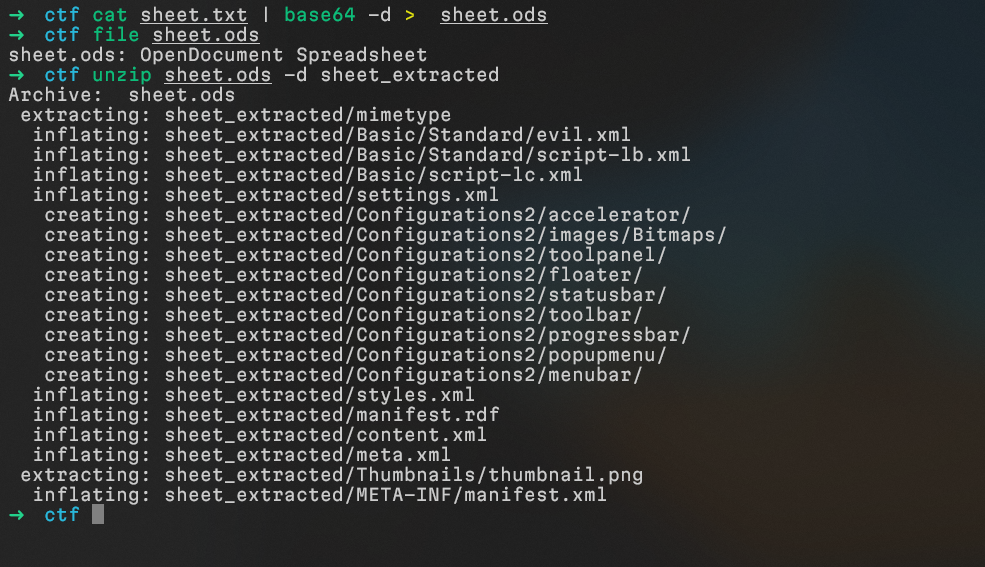 ➜ ctf cat sheet.txt | base64 -d > sheet.ods
➜ ctf file sheet.ods
sheet.ods: OpenDocument Spreadsheet
➜ ctf unzip sheet.ods -d sheet_extracted
Archive:  sheet.ods
 extracting: sheet_extracted/mimetype
  inflating: sheet_extracted/Basic/Standard/evil.xml
  inflating: sheet_extracted/Basic/Standard/script-lb.xml
  inflating: sheet_extracted/Basic/script-lc.xml
  inflating: sheet_extracted/settings.xml
   creating: sheet_extracted/Configurations2/accelerator/
   creating: sheet_extracted/Configurations2/images/Bitmaps/
   creating: sheet_extracted/Configurations2/toolpanel/
   creating: sheet_extracted/Configurations2/floater/
   creating: sheet_extracted/Configurations2/statusbar/
   creating: sheet_extracted/Configurations2/toolbar/
   creating: sheet_extracted/Configurations2/progressbar/
   creating: sheet_extracted/Configurations2/popupmenu/
   creating: sheet_extracted/Configurations2/menubar/
  inflating: sheet_extracted/styles.xml
  inflating: sheet_extracted/manifest.rdf
  inflating: sheet_extracted/content.xml
  inflating: sheet_extracted/meta.xml
 extracting: sheet_extracted/Thumbnails/thumbnail.png
  inflating: sheet_extracted/META-INF/manifest.xml
➜ ctf